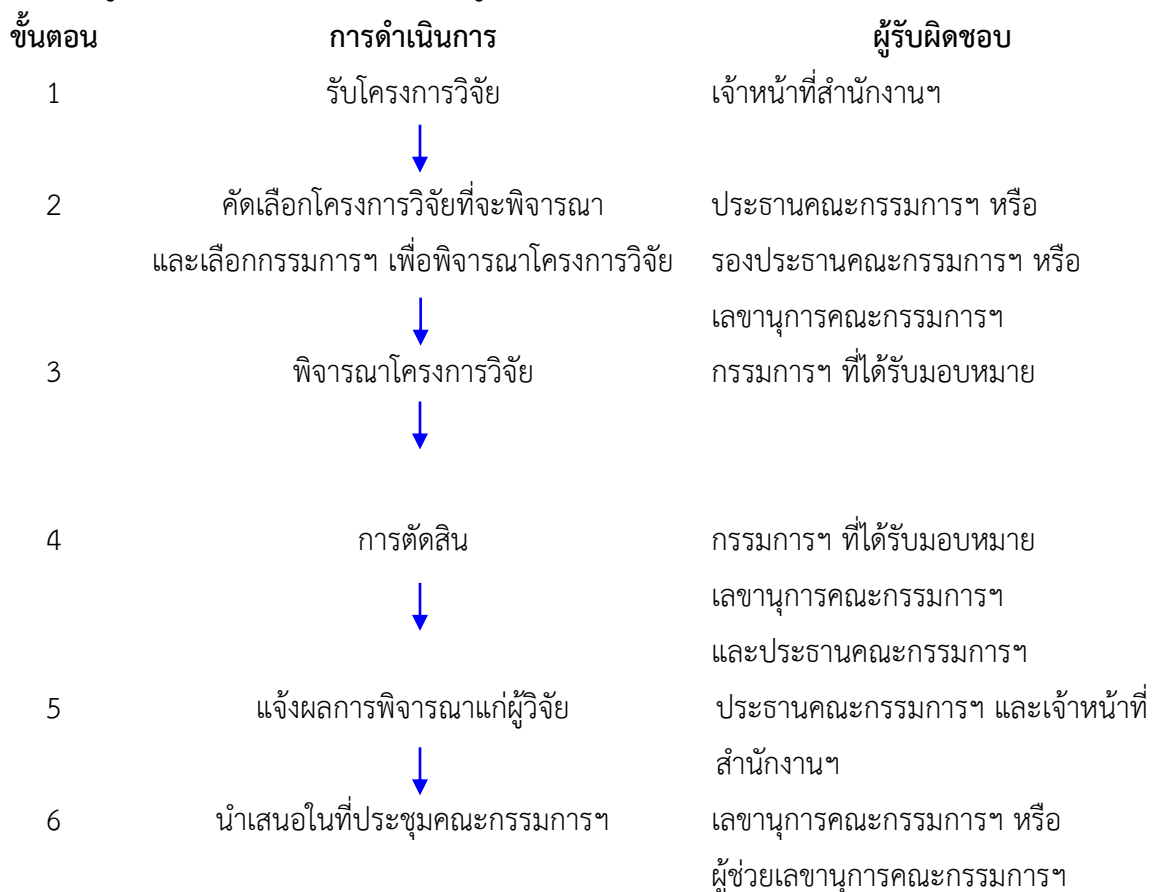 ขั้นตอน การดำเนินการ ผู้รับผิดชอบ
1 รับโครงการวิจัย เจ้าหน้าที่สำนักงานฯ
2 คัดเลือกโครงการวิจัยที่จะพิจารณา ประธานคณะกรรมการฯ หรือ
และเลือกกรรมการฯ เพื่อพิจารณาโครงการวิจัย รองประธานคณะกรรมการฯ หรือ
เลขานุการคณะกรรมการฯ
3 พิจารณาโครงการวิจัย กรรมการฯ ที่ได้รับมอบหมาย
4 การตัดสิน กรรมการฯ ที่ได้รับมอบหมาย
เลขานุการคณะกรรมการฯ
และประธานคณะกรรมการฯ
5 แจ้งผลการพิจารณาแก่ผู้วิจัย ประธานคณะกรรมการฯ และเจ้าหน้าที่
สำนักงานฯ
6 นำเสนอในที่ประชุมคณะกรรมการฯ เลขานุการคณะกรรมการฯ หรือ
ผู้ช่วยเลขานุการคณะกรรมการฯ